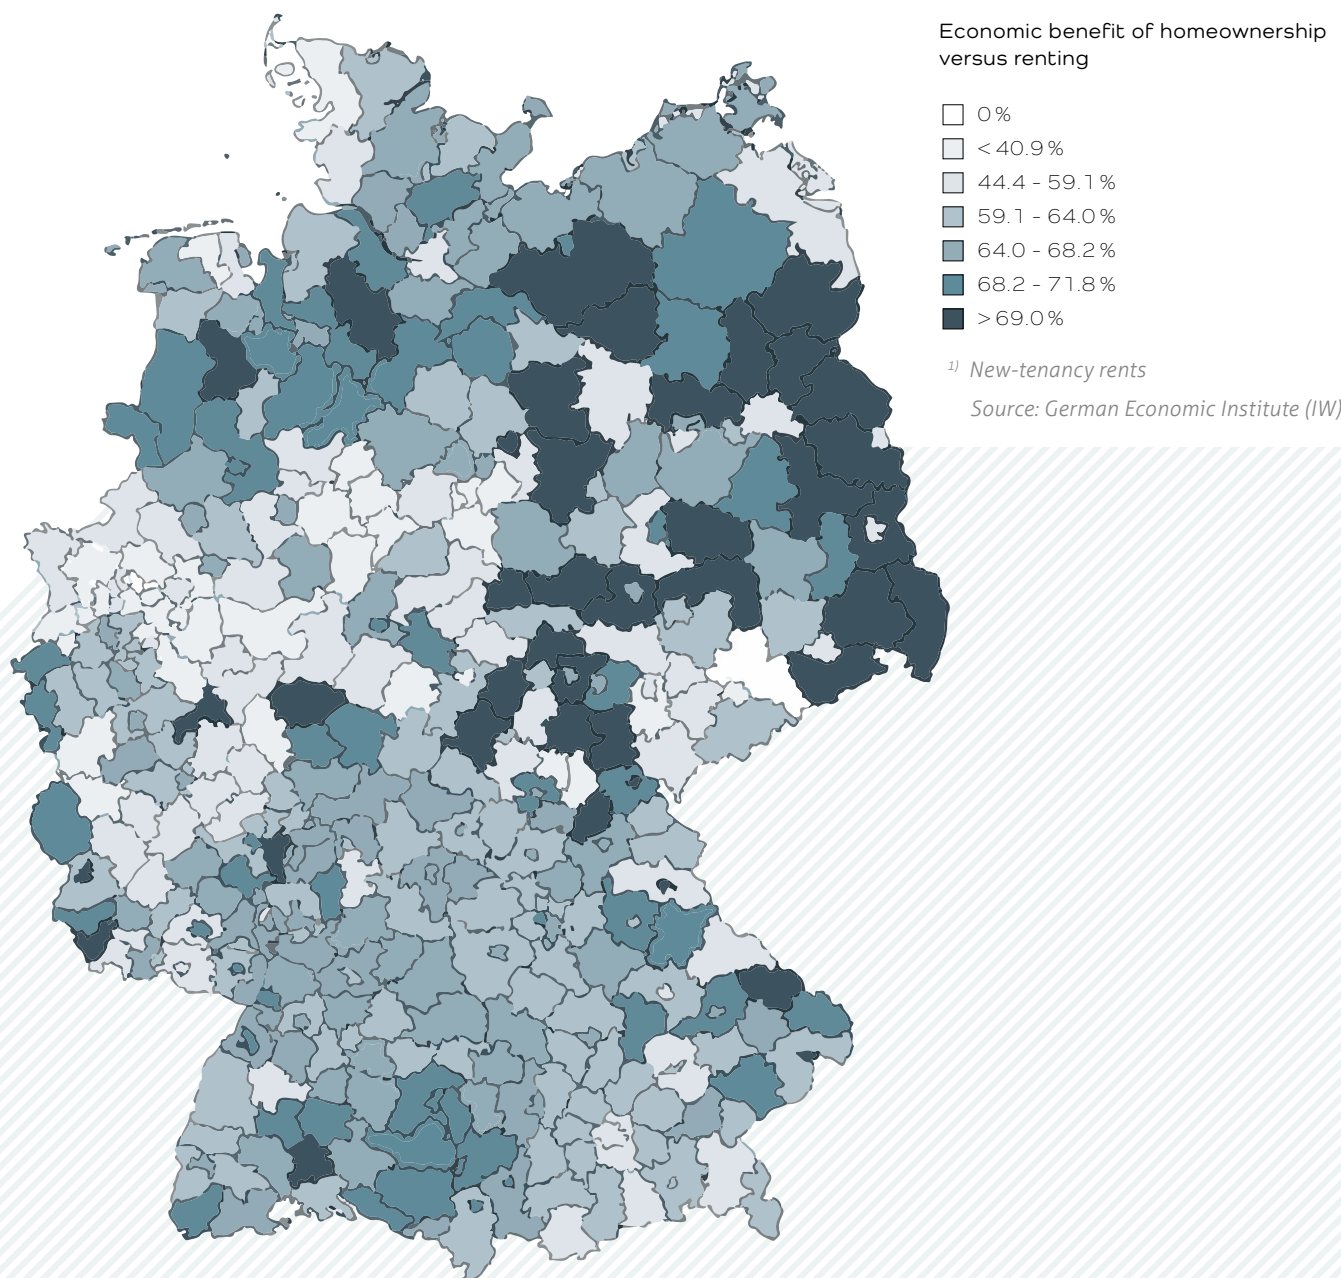 Economic benefit of homeownership
versus renting
0 %
< 40.9 %
44.4 - 59.1 %
59.1 - 64.0 %
64.0 - 68.2 %
68.2 - 71.8 %
> 69.0 %
1) New-tenancy rents
Source: German Economic Institute (IW)